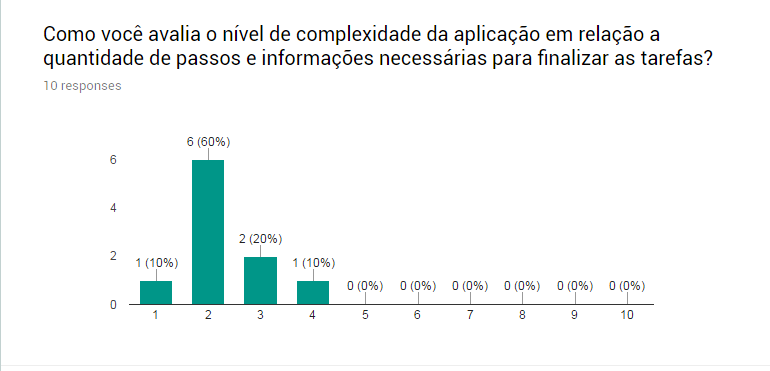 Como você avalia o nível de complexidade da aplicação em relação a
quantidade de passos e informações necessárias para finalizar as tarefas?
10 responses
6 (60%)
6
4
2 (20%)
2
1 (10%) 1 (10%)
0 (0%) 0 (0%) 0 (0%) 0 (0%) 0 (0%) 0 (0%)
0
1 2 3 4 5 6 7 8 9 10